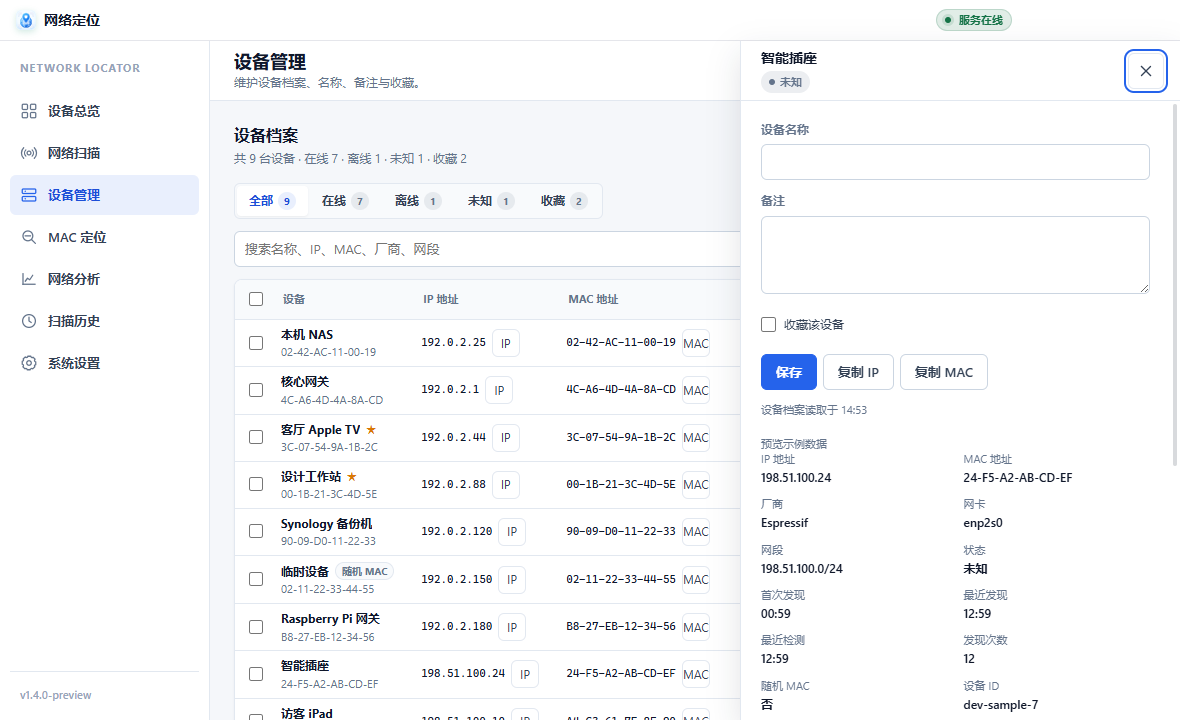 网络定位
服务在线
NETWORK LOCATOR
设备总览
网络扫描
设备管理
MAC 定位
网络分析
扫描历史
系统设置
v1.4.0-preview
设备管理
维护设备档案、名称、备注与收藏。
设备档案
共 9 台设备 · 在线 7 · 离线 1 · 未知 1 · 收藏 2
全部 9 在线 7 离线 1 未知 1 收藏 2
搜索名称、IP、MAC、厂商、网段
设备 IP 地址 MAC 地址
本机 NAS
02-42-AC-11-00-19
192.0.2.25 IP 02-42-AC-11-00-19 MAC
核心网关
4C-A6-4D-4A-8A-CD
192.0.2.1 IP 4C-A6-4D-4A-8A-CD MAC
客厅 Apple TV ★
3C-07-54-9A-1B-2C
192.0.2.44 IP 3C-07-54-9A-1B-2C MAC
设计工作站 ★
00-1B-21-3C-4D-5E
192.0.2.88 IP 00-1B-21-3C-4D-5E MAC
Synology 备份机
90-09-D0-11-22-33
192.0.2.120 IP 90-09-D0-11-22-33 MAC
临时设备 随机 MAC
02-11-22-33-44-55
192.0.2.150 IP 02-11-22-33-44-55 MAC
Raspberry Pi 网关
B8-27-EB-12-34-56
192.0.2.180 IP B8-27-EB-12-34-56 MAC
智能插座
24-F5-A2-AB-CD-EF
198.51.100.24 IP 24-F5-A2-AB-CD-EF MAC
访客 iPad
智能插座
未知
设备名称
备注
收藏该设备
保存 复制 IP 复制 MAC
设备档案读取于 14:53
预览示例数据
IP 地址 MAC 地址
198.51.100.24 24-F5-A2-AB-CD-EF
厂商 网卡
Espressif enp2s0
网段 状态
198.51.100.0/24 未知
首次发现 最近发现
00:59 12:59
最近检测 发现次数
12:59 12
随机 MAC 设备 ID
否 dev-sample-7